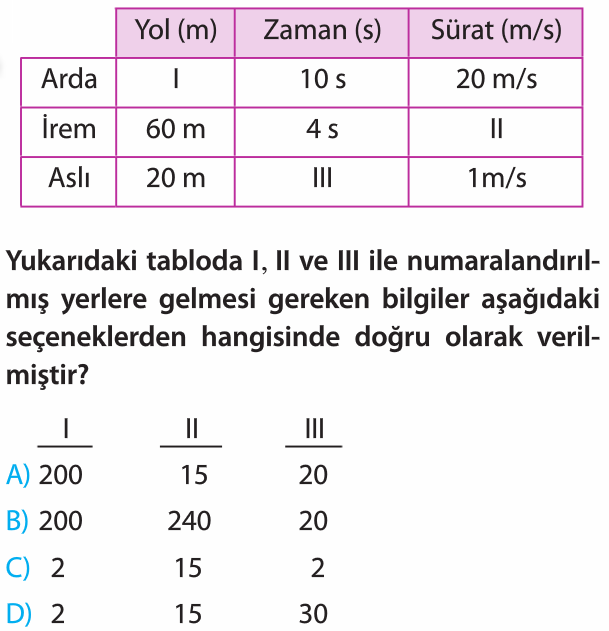 Yol (m) Zaman (s) Sürat (m/s)
Arda I 10 s 20 m/s
İrem 60 m 4 s II
Aslı 20 m III 1m/s
Yukarıdaki tabloda I, II ve III ile numaralandırıl-
mış yerlere gelmesi gereken bilgiler aşağıdaki
seçeneklerden hangisinde doğru olarak veril-
miştir?
I II III
A) 200 15 20
B) 200 240 20
C) 2 15 2
D) 2 15 30